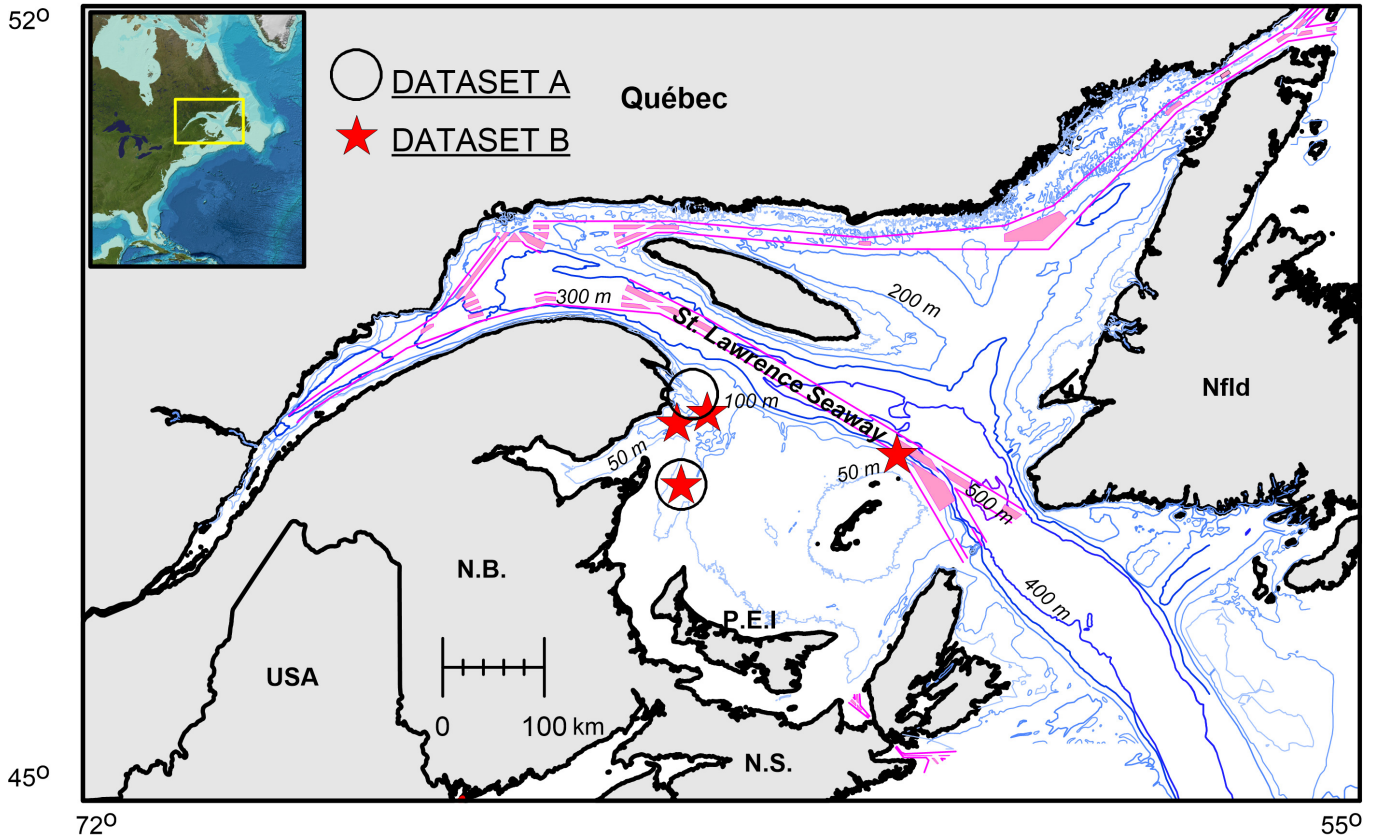 52°
DATASET A
DATASET B
Québec
300 m
200 m
St. Lawrence Seaway
Nfld
100 m
50 m
50 m
500 m
N.B.
400 m
P.E.I
USA
0 100 km
N.S.
45°
72°
55°